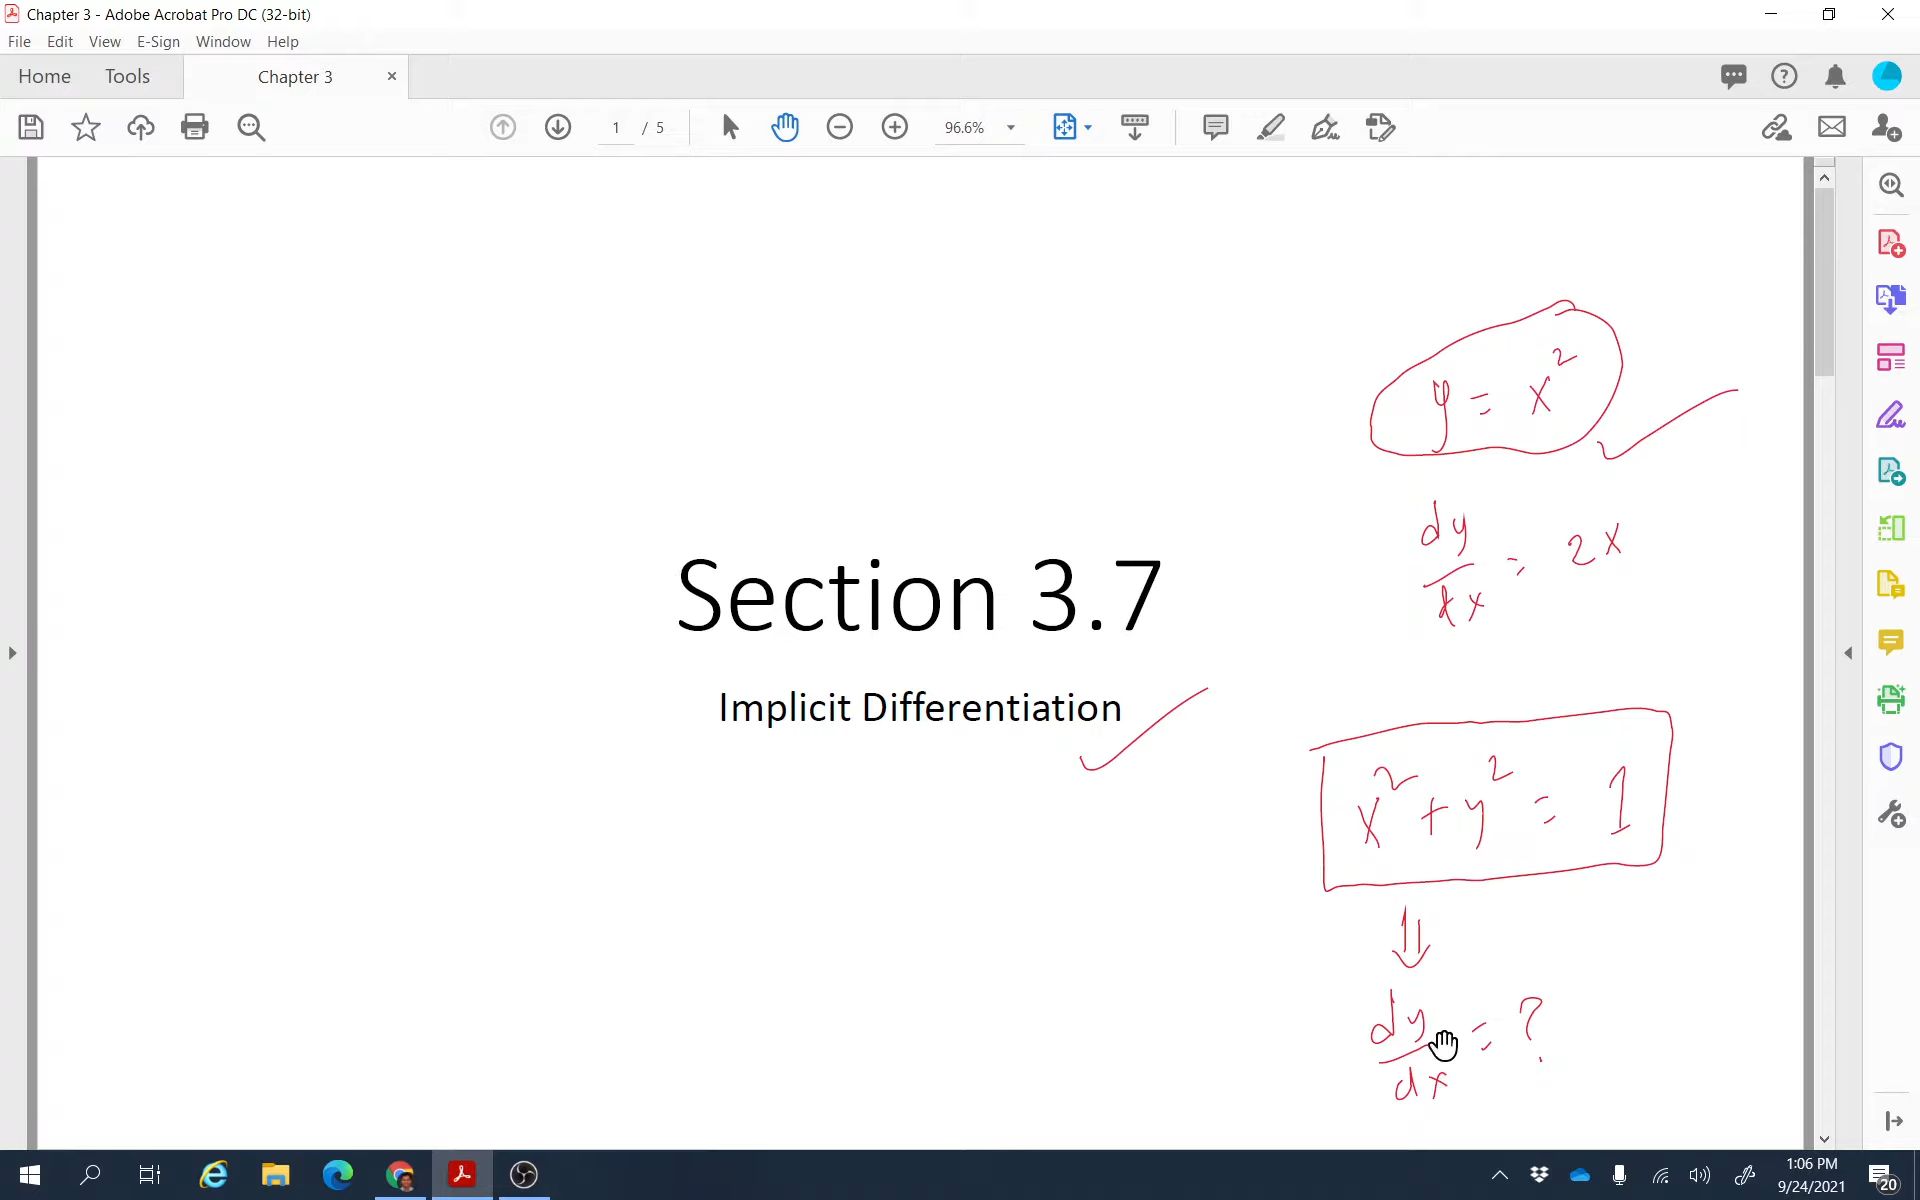 Chapter 3 - Adobe Acrobat Pro DC (32-bit)
File Edit View E-Sign Window Help
Home Tools Chapter 3
1 / 5 96.6%
y = x²
dy/dx = 2x
Section 3.7
Implicit Differentiation
x² + y² = 1
dy/dx = ?
1:06 PM
9/24/2021
20